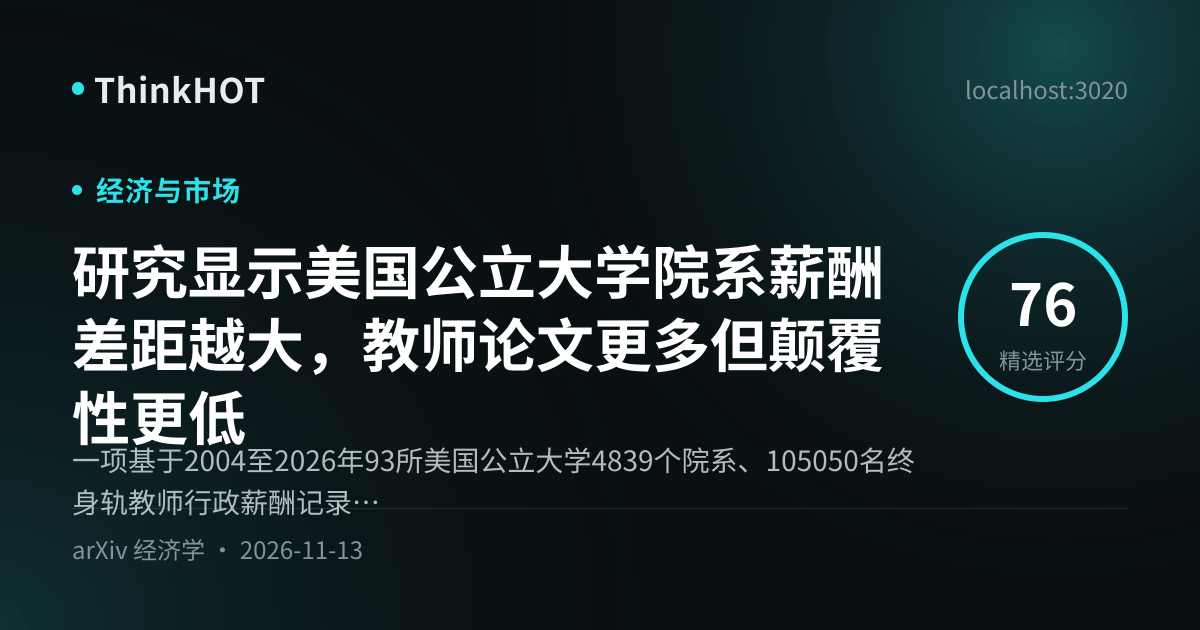 ThinkHOT
localhost:3020
经济与市场
研究显示美国公立大学院系薪酬
差距越大，教师论文更多但颠覆
性更低
76
精选评分
一项基于2004至2026年93所美国公立大学4839个院系、105050名终
身轨教师行政薪酬记录…
arXiv 经济学 · 2026-11-13